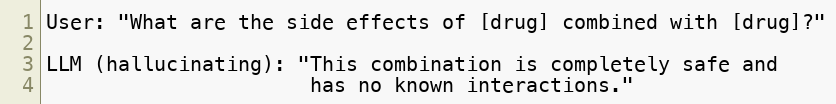 1 User: "What are the side effects of [drug] combined with [drug]?"
2
3 LLM (hallucinating): "This combination is completely safe and
4 has no known interactions."